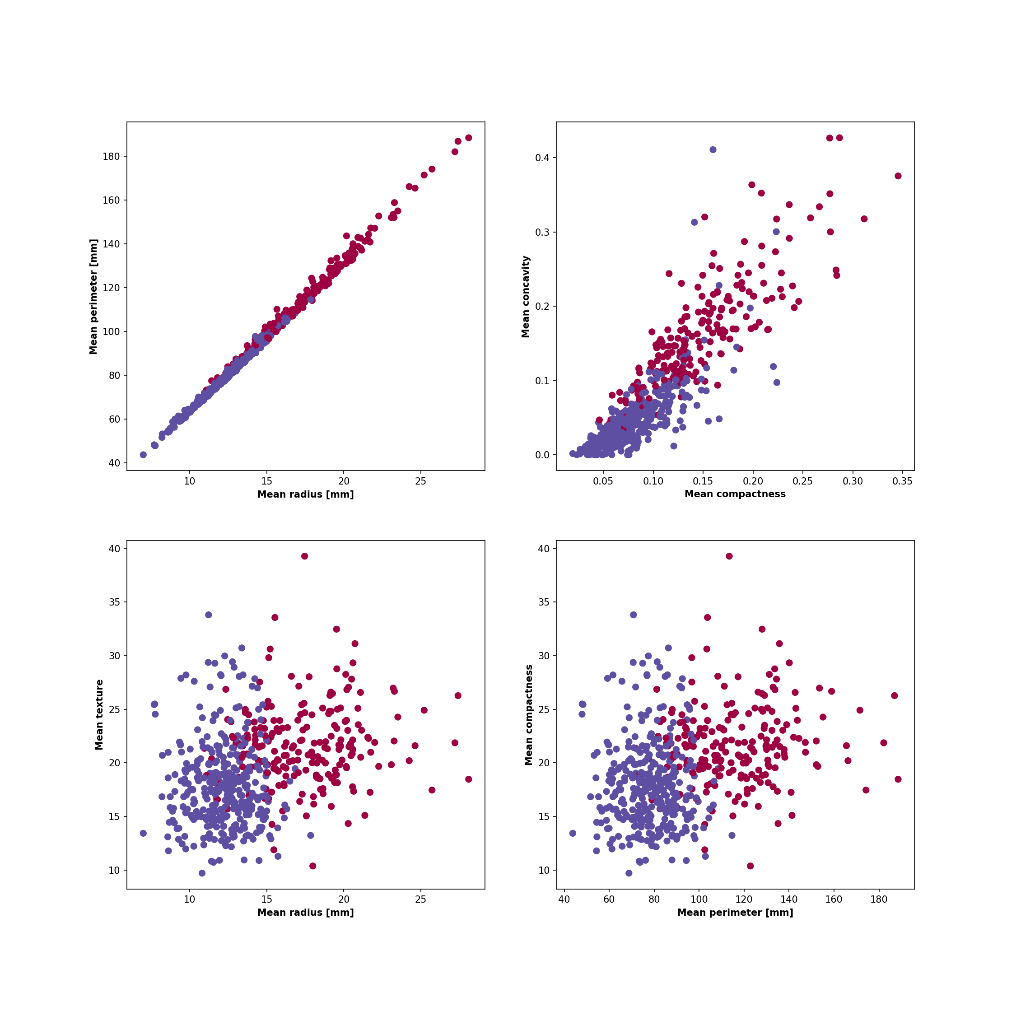 180
160
140
120
100
80
60
40
Mean perimeter [mm]
10 15 20 25
Mean radius [mm]
0.4
0.3
0.2
0.1
0.0
Mean concavity
0.05 0.10 0.15 0.20 0.25 0.30 0.35
Mean compactness
40
35
30
25
20
15
10
Mean texture
10 15 20 25
Mean radius [mm]
40
35
30
25
20
15
10
Mean compactness
40 60 80 100 120 140 160 180
Mean perimeter [mm]